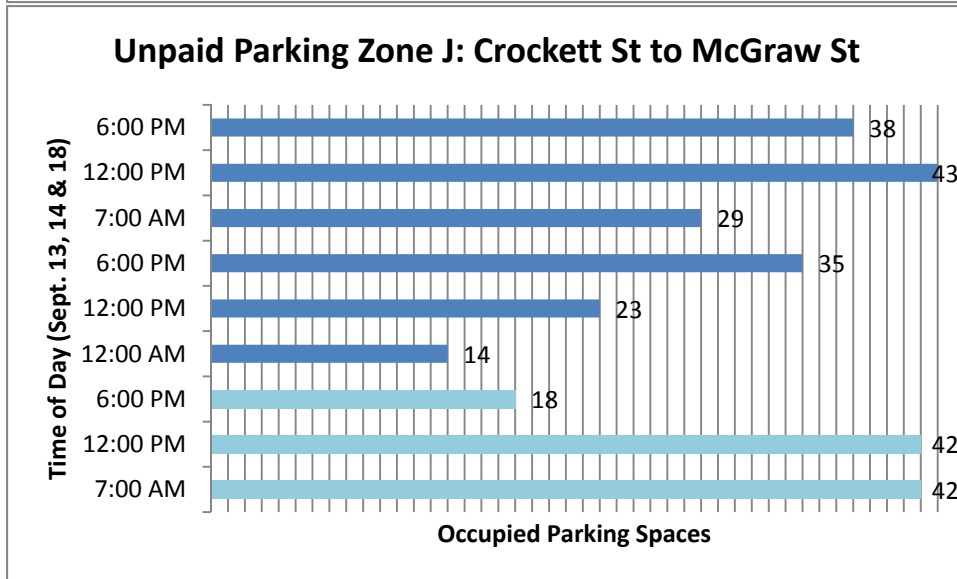 Unpaid Parking Zone J: Crockett St to McGraw St
Time of Day (Sept. 13, 14 & 18)
6:00 PM 38
12:00 PM 43
7:00 AM 29
6:00 PM 35
12:00 PM 23
12:00 AM 14
6:00 PM 18
12:00 PM 42
7:00 AM 42
Occupied Parking Spaces